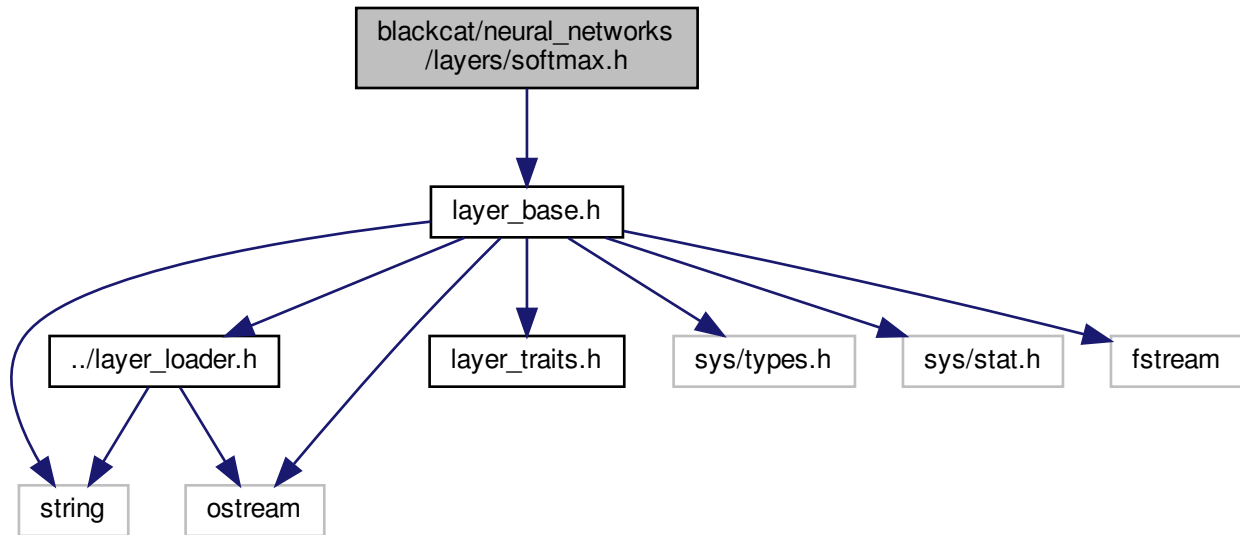 blackcat/neural_networks
/layers/softmax.h
layer_base.h
../layer_loader.h
layer_traits.h
sys/types.h
sys/stat.h
fstream
string
ostream